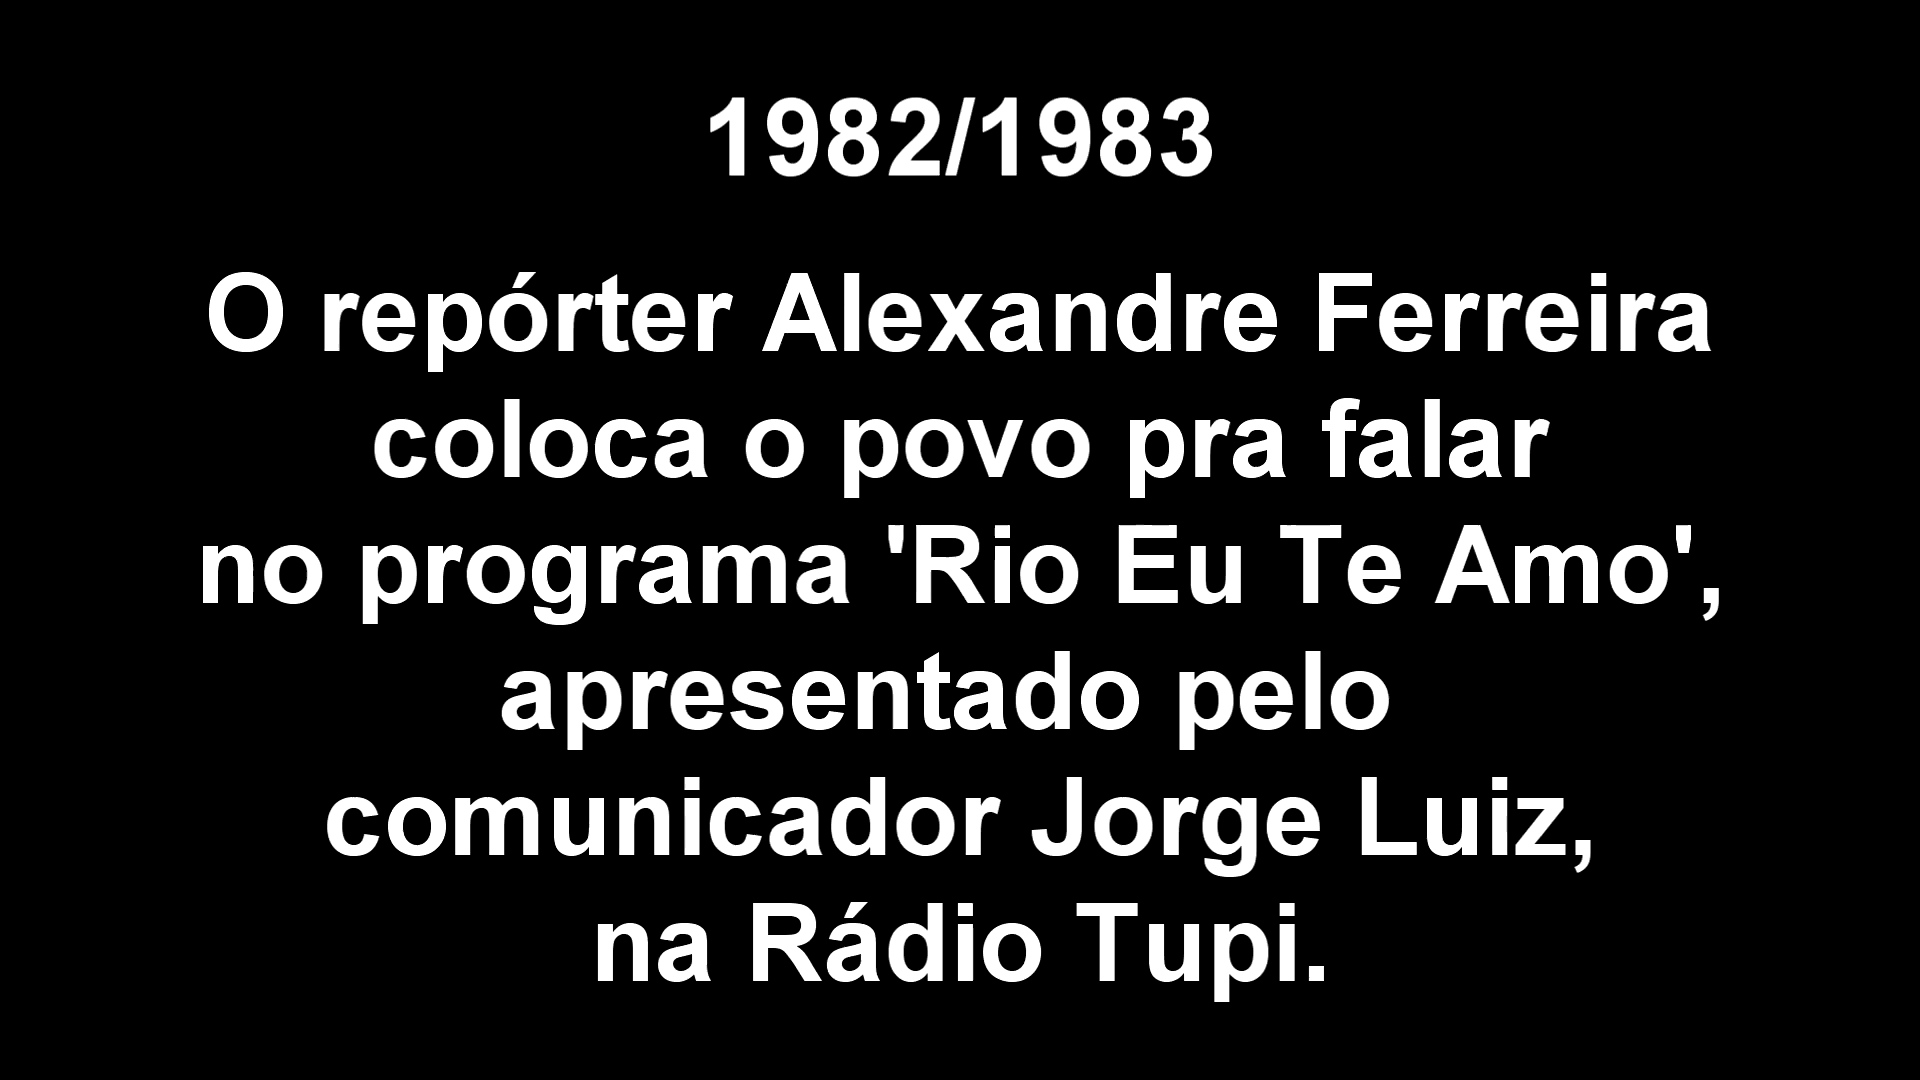 1982/1983
O repórter Alexandre Ferreira
coloca o povo pra falar
no programa 'Rio Eu Te Amo',
apresentado pelo
comunicador Jorge Luiz,
na Rádio Tupi.